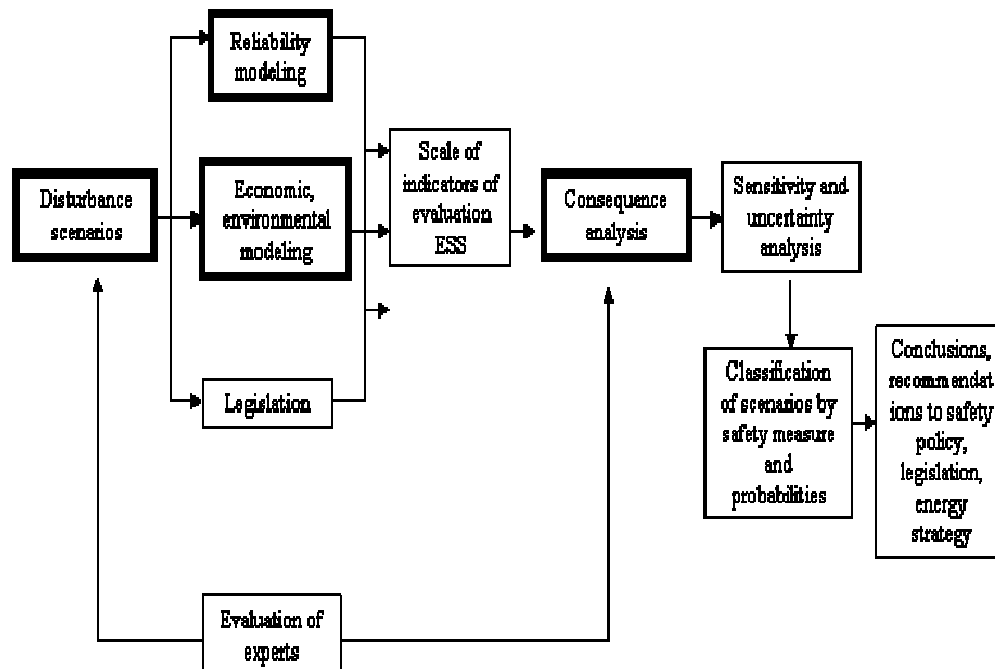 Reliability
modeling
Disturbance
scenarios
Economic,
environmental
modeling
Legislation
Scale of
indicators of
evaluation
ESS
Consequence
analysis
Sensitivity and
uncertainty
analysis
Classification
of scenarios by
safety measure
and
probabilities
Conclusions,
recommendat
ions to safety
policy,
legislation,
energy
strategy
Evaluation of
experts